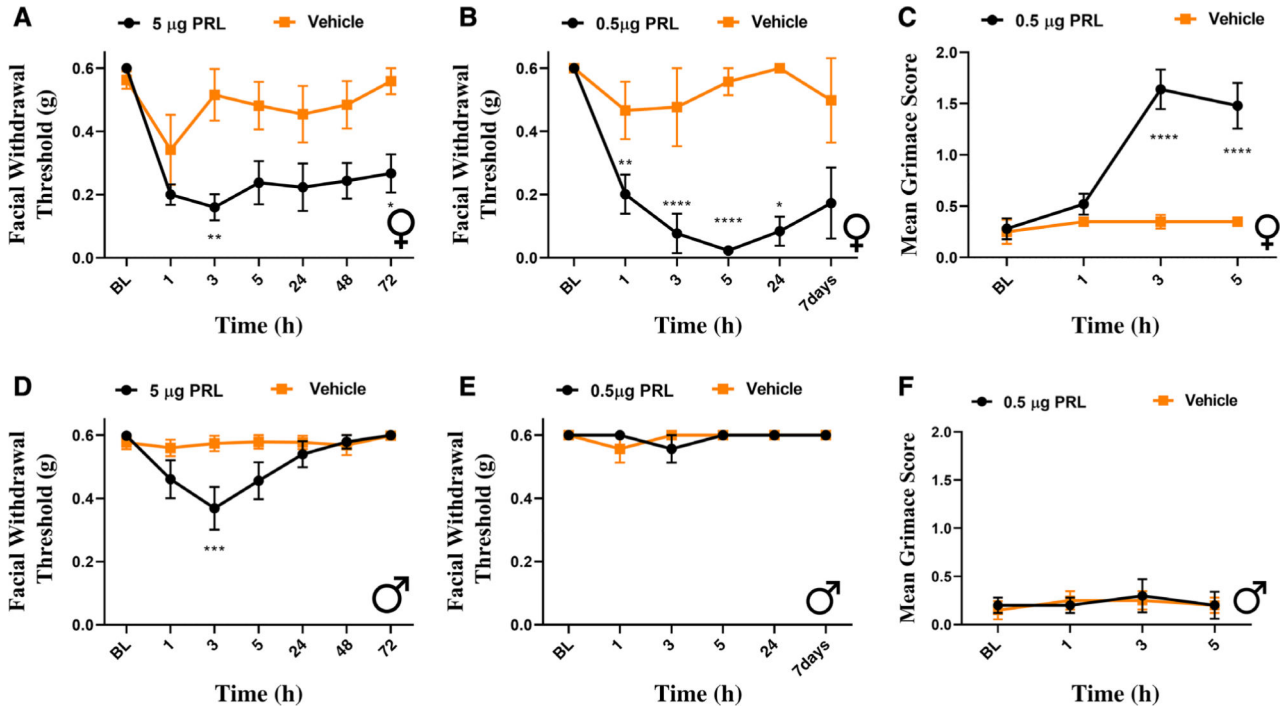 A
5 μg PRL
Vehicle
Facial Withdrawal
Threshold (g)
0.6
0.4
0.2
0.0
**
*
♀
BL
1
3
5
24
48
72
Time (h)
B
0.5μg PRL
Vehicle
Facial Withdrawal
Threshold (g)
0.6
0.4
0.2
0.0
**
****
****
*
♀
BL
1
3
5
24
7days
Time (h)
C
0.5 μg PRL
Vehicle
Mean Grimace Score
2.0
1.5
1.0
0.5
0.0
****
****
♀
BL
1
3
5
Time (h)
D
5 μg PRL
Vehicle
Facial Withdrawal
Threshold (g)
0.6
0.4
0.2
0.0
***
♂
BL
1
3
5
24
48
72
Time (h)
E
0.5μg PRL
Vehicle
Facial Withdrawal
Threshold (g)
0.6
0.4
0.2
0.0
♂
BL
1
3
5
24
7days
Time (h)
F
0.5 μg PRL
Vehicle
Mean Grimace Score
2.0
1.5
1.0
0.5
0.0
♂
BL
1
3
5
Time (h)